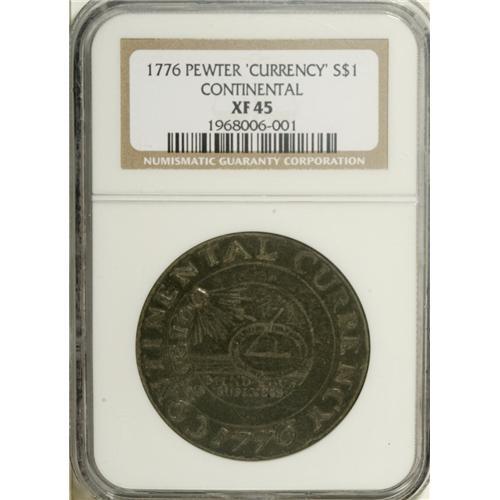 1776 PEWTER 'CURRENCY' S$1
CONTINENTAL
XF 45
1968006-001
NUMISMATIC GUARANTY CORPORATION
CONTINENTAL CURRENCY
1776